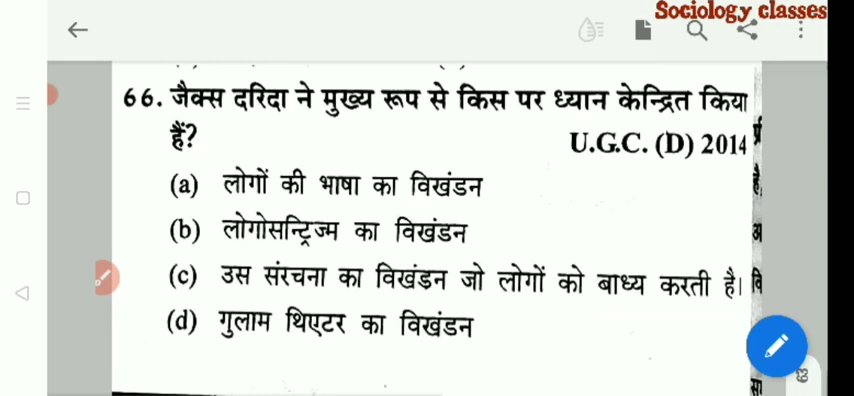 Sociology classes
66. जैक्स दरिदा ने मुख्य रूप से किस पर ध्यान केन्द्रित किया
हैं? U.G.C. (D) 2014
(a) लोगों की भाषा का विखंडन
(b) लोगोसन्ट्रिज्म का विखंडन
(c) उस संरचना का विखंडन जो लोगों को बाध्य करती है।
(d) गुलाम थिएटर का विखंडन